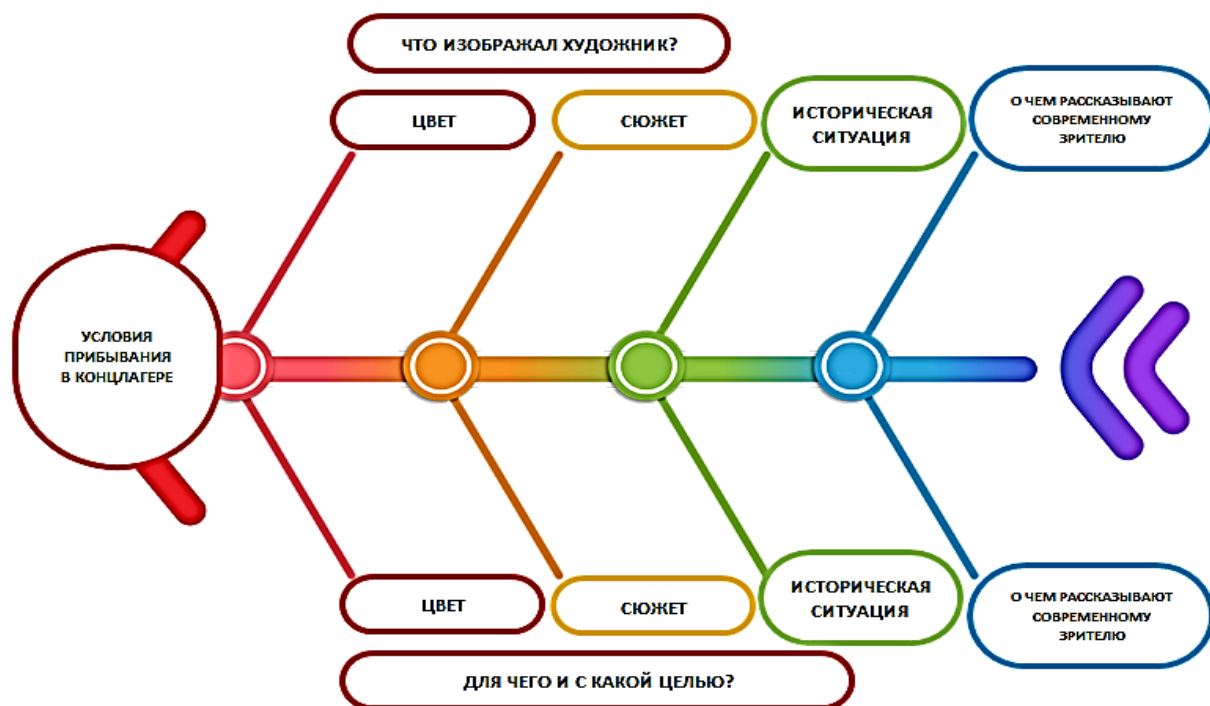 ЧТО ИЗОБРАЖАЛ ХУДОЖНИК?
ЦВЕТ
СЮЖЕТ
ИСТОРИЧЕСКАЯ
СИТУАЦИЯ
О ЧЕМ РАССКАЗЫВАЮТ
СОВРЕМЕННОМУ
ЗРИТЕЛЮ
УСЛОВИЯ
ПРИБЫВАНИЯ
В КОНЦЛАГЕРЕ
ЦВЕТ
СЮЖЕТ
ИСТОРИЧЕСКАЯ
СИТУАЦИЯ
О ЧЕМ РАССКАЗЫВАЮТ
СОВРЕМЕННОМУ
ЗРИТЕЛЮ
ДЛЯ ЧЕГО И С КАКОЙ ЦЕЛЬЮ?